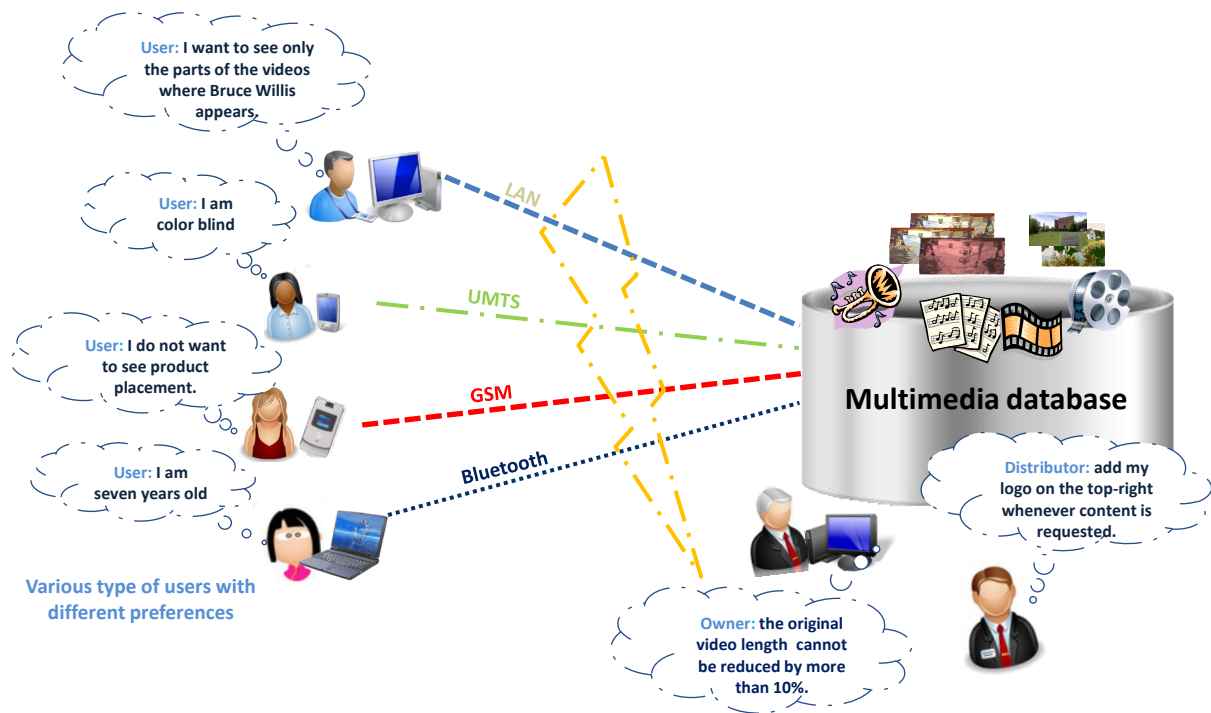 User: I want to see only
the parts of the videos
where Bruce Willis
appears.
LAN
User: I am
color blind
UMTS
User: I do not want
to see product
placement.
GSM
Multimedia database
User: I am
seven years old
Bluetooth
Distributor: add my
logo on the top-right
whenever content is
requested.
Various type of users with
different preferences
Owner: the original
video length cannot
be reduced by more
than 10%.